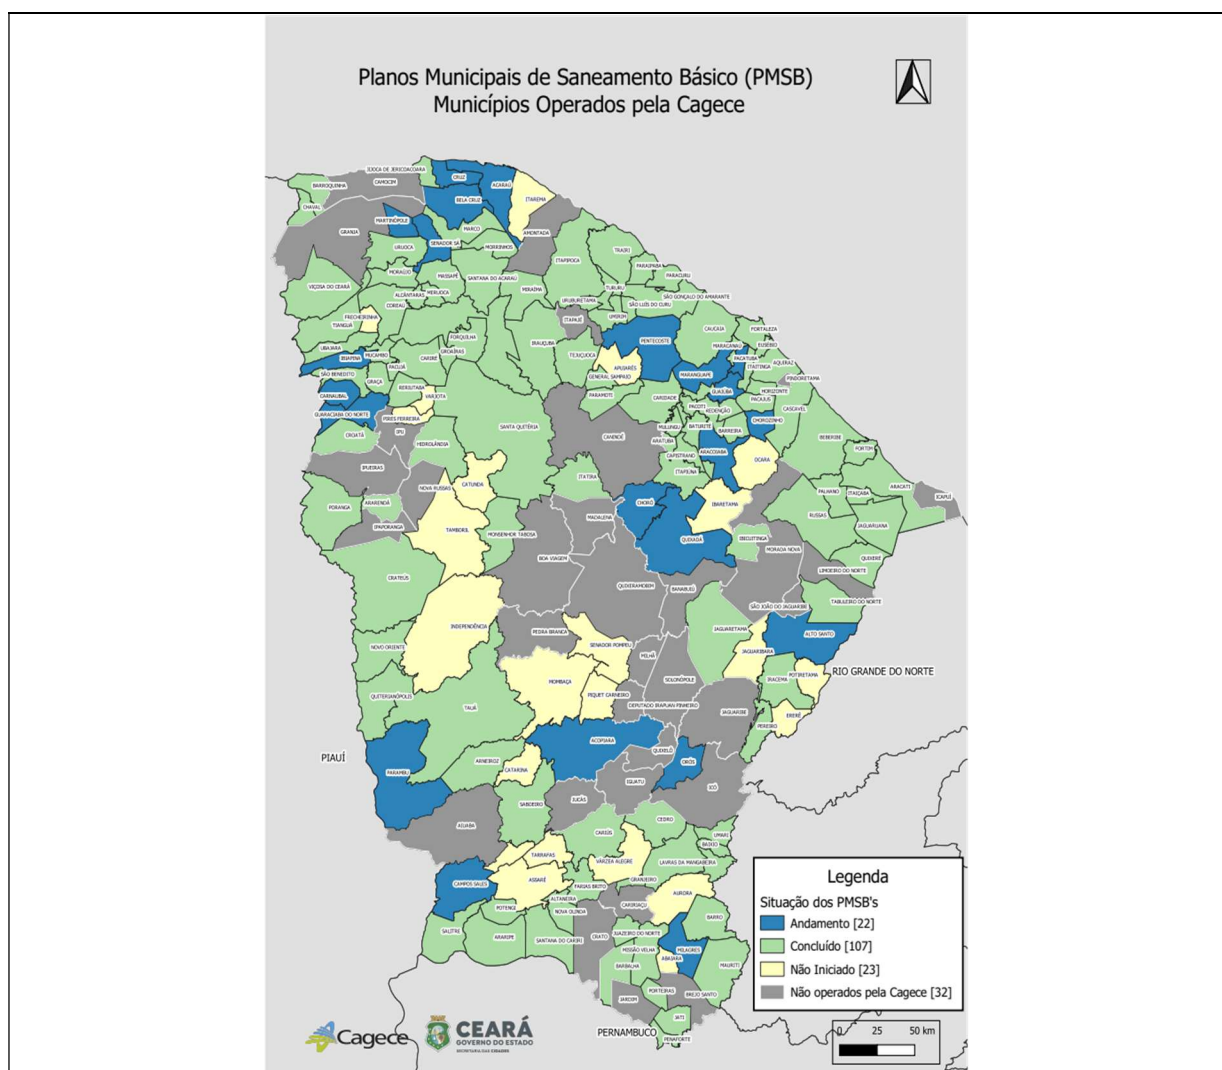 Planos Municipais de Saneamento Básico (PMSB)
Municípios Operados pela Cagece
JIJOCA DE JERICOACOARA
BARROQUINHA
CAMOCIM
CRUZ
ACARAÚ
CHAVAL
BELA CRUZ
ITAREMA
MARTINÓPOLE
GRANJA
MARCO
AMONTADA
URUOCA
SENADOR SÁ
MORRINHOS
ITAPIPOCA
TRAIRI
MORAÚJO
MASSAPÊ
SANTANA DO ACARAÚ
PARAIPABA
PARACURU
VIÇOSA DO CEARÁ
ALCÂNTARAS
MERUOCA
MIRAÍMA
TURURU
SÃO GONÇALO DO AMARANTE
COREAÚ
URUBURETAMA
SÃO LUÍS DO CURU
FRECHEIRINHA
UMIRIM
TIANGUÁ
ITAPAJÉ
CAUCAIA
FORTALEZA
FORQUILHA
IRAUÇUBA
PENTECOSTE
MARACANAÚ
EUSÉBIO
UBAJARA
IBIAPINA
MUCAMBO
CARIRÉ
GROAÍRAS
TEJUÇUOCA
PACATUBA
AQUIRAZ
PACUJÁ
APUIARÉS
ITAITINGA
SÃO BENEDITO
GRAÇA
GENERAL SAMPAIO
MARANGUAPE
PINDORETAMA
CARNAUBAL
RERIUTABA
VARJOTA
PARAMOTI
CARIDADE
GUAIÚBA
HORIZONTE
PACAJUS
GUARACIABA DO NORTE
PIRES FERREIRA
PACOTI
REDENÇÃO
CASCAVEL
IPU
SANTA QUITÉRIA
MULUNGU
BATURITÉ
BARREIRA
CHOROZINHO
CROATÁ
HIDROLÂNDIA
CANINDÉ
ARATUBA
ARACOIABA
BEBERIBE
CAPISTRANO
OCARA
FORTIM
IPUEIRAS
ITATIRA
ITAPIÚNA
CATUNDA
NOVA RUSSAS
ARACATI
ICAPUÍ
PORANGA
ARARENDÁ
CHORÓ
IBARETAMA
PALHANO
ITAIÇABA
MADALENA
RUSSAS
IPAPORANGA
TAMBORIL
MONSENHOR TABOSA
QUIXADÁ
IBICUITINGA
JAGUARUANA
BOA VIAGEM
MORADA NOVA
QUIXERÉ
CRATEÚS
QUIXERAMOBIM
BANABUIÚ
LIMOEIRO DO NORTE
SÃO JOÃO DO JAGUARIBE
TABULEIRO DO NORTE
INDEPENDÊNCIA
PEDRA BRANCA
JAGUARETAMA
ALTO SANTO
NOVO ORIENTE
SENADOR POMPEU
MILHÃ
JAGUARIBARA
SOLONÓPOLE
IRACEMA
POTIRETAMA
RIO GRANDE DO NORTE
QUITERIANÓPOLIS
MOMBAÇA
PIQUET CARNEIRO
TAUÁ
DEPUTADO IRAPUAN PINHEIRO
JAGUARIBE
ERERÊ
PEREIRO
ACOPIARA
QUIXELÔ
PIAUÍ
ARNEIROZ
CATARINA
ORÓS
PARAMBU
IGUATU
ICÓ
SABOEIRO
JUCÁS
AIUABA
CARIÚS
CEDRO
UMARI
BAIXIO
TARRAFAS
VÁRZEA ALEGRE
LAVRAS DA MANGABEIRA
CAMPOS SALES
ASSARÉ
FARIAS BRITO
GRANJEIRO
ALTANEIRA
CARIRIAÇU
AURORA
POTENGI
NOVA OLINDA
BARRO
SALITRE
ARARIPE
SANTANA DO CARIRI
CRATO
JUAZEIRO DO NORTE
MISSÃO VELHA
MILAGRES
ABAIARA
BARBALHA
MAURITI
PORTEIRAS
BREJO SANTO
JARDIM
JATI
PERNAMBUCO
PENAFORTE
Legenda
Situação dos PMSB's
Andamento [22]
Concluído [107]
Não Iniciado [23]
Não operados pela Cagece [32]
0 25 50 km
Cagece
CEARÁ
GOVERNO DO ESTADO
SECRETARIA DAS CIDADES